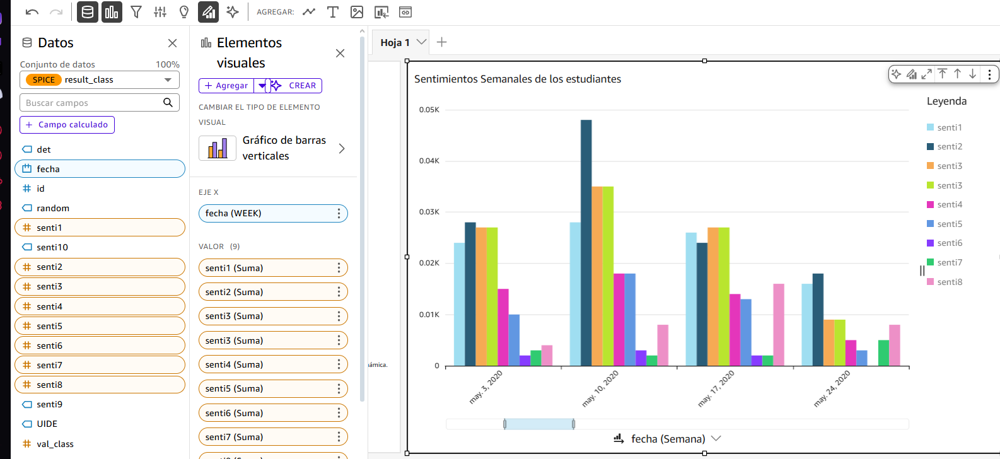 AGREGAR:
Datos
Conjunto de datos
100%
SPICE
result_class
Buscar campos
+ Campo calculado
det
fecha
id
random
senti1
senti10
senti2
senti3
senti4
senti5
senti6
senti7
senti8
senti9
UIDE
val_class
Elementos
visuales
+ Agregar
CREAR
CAMBIAR EL TIPO DE ELEMENTO
VISUAL
Gráfico de barras
verticales
EJE X
fecha (WEEK)
VALOR (9)
senti1 (Suma)
senti2 (Suma)
senti3 (Suma)
senti3 (Suma)
senti4 (Suma)
senti5 (Suma)
senti6 (Suma)
senti7 (Suma)
Hoja 1
Sentimientos Semanales de los estudiantes
0.05K
0.04K
0.03K
0.02K
0.01K
0
may. 3, 2020
may. 10, 2020
may. 17, 2020
may. 24, 2020
fecha (Semana)
Leyenda
senti1
senti2
senti3
senti3
senti4
senti5
senti6
senti7
senti8